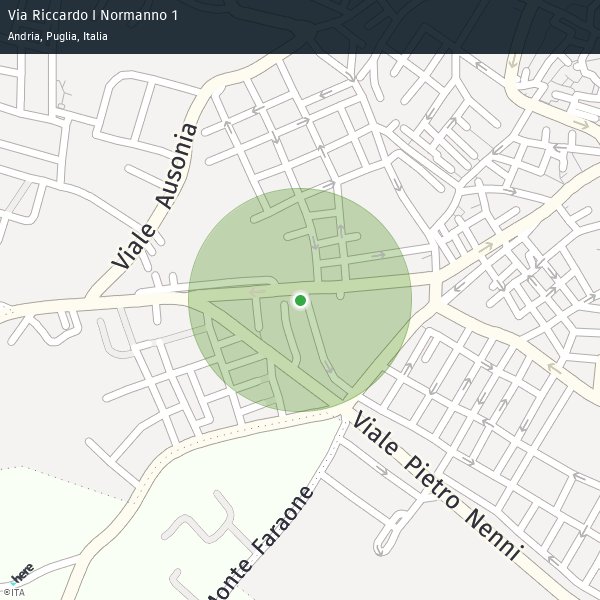 Via Riccardo I Normanno 1
Andria, Puglia, Italia
Viale Ausonia
Viale Pietro Nenni
Monte Faraone
here
©ITA